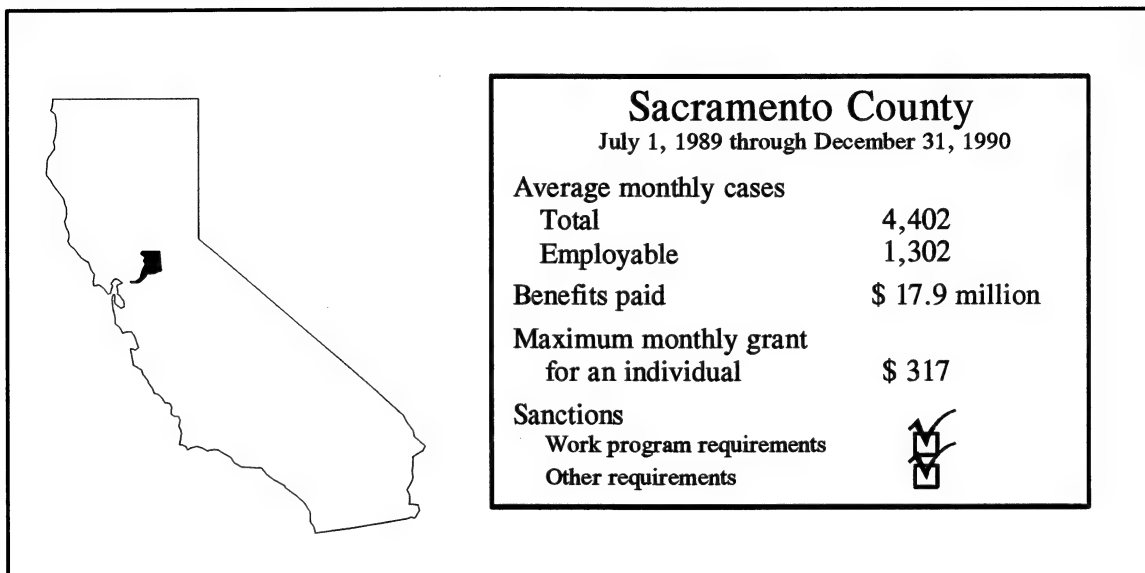 Sacramento County
July 1, 1989 through December 31, 1990
Average monthly cases
Total 4,402
Employable 1,302
Benefits paid $ 17.9 million
Maximum monthly grant
for an individual $ 317
Sanctions
Work program requirements
Other requirements